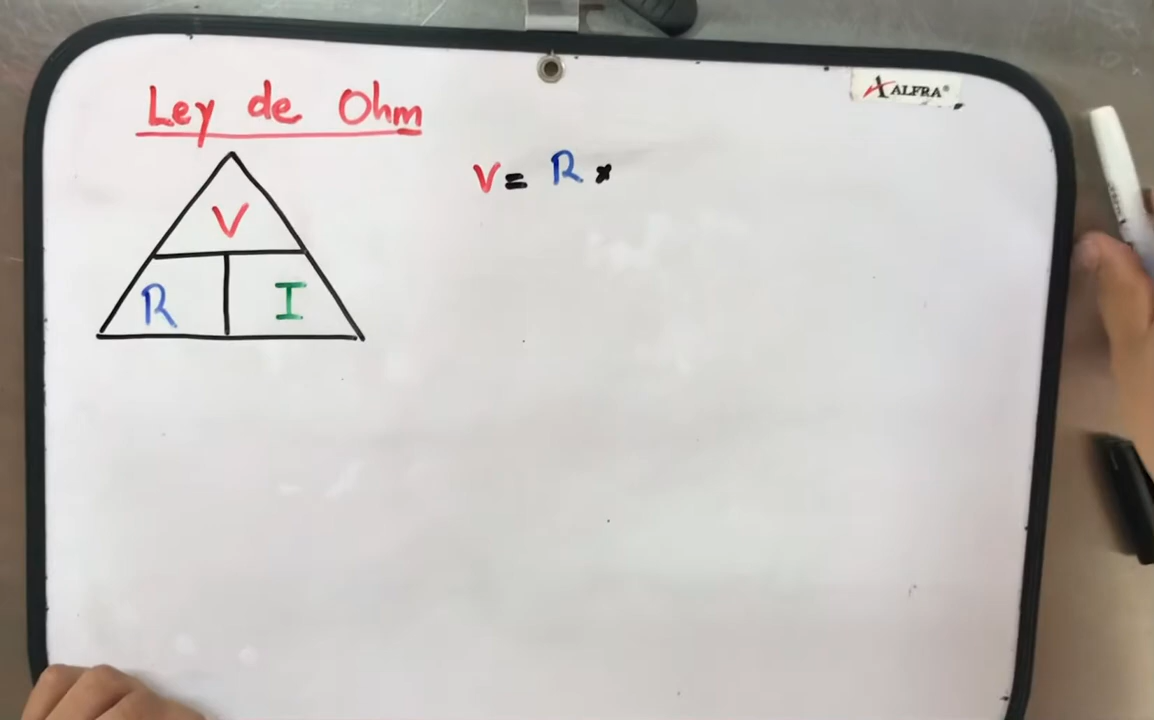 Ley de Ohm
ALFRA®
V = R ×
V
R I